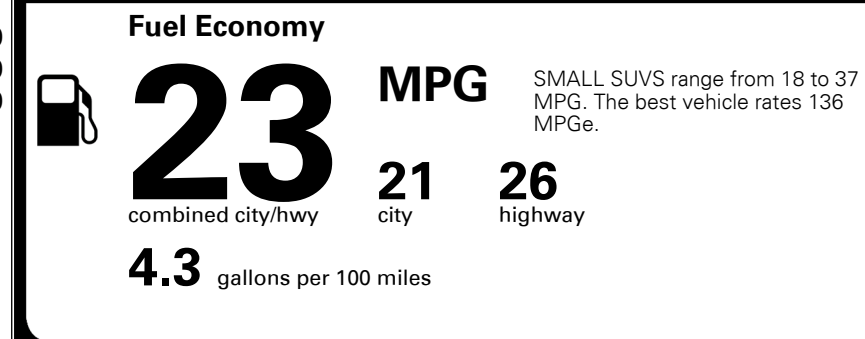 Fuel Economy
23
MPG
SMALL SUVS range from 18 to 37
MPG. The best vehicle rates 136
MPGe.
combined city/hwy
21
city
26
highway
4.3 gallons per 100 miles